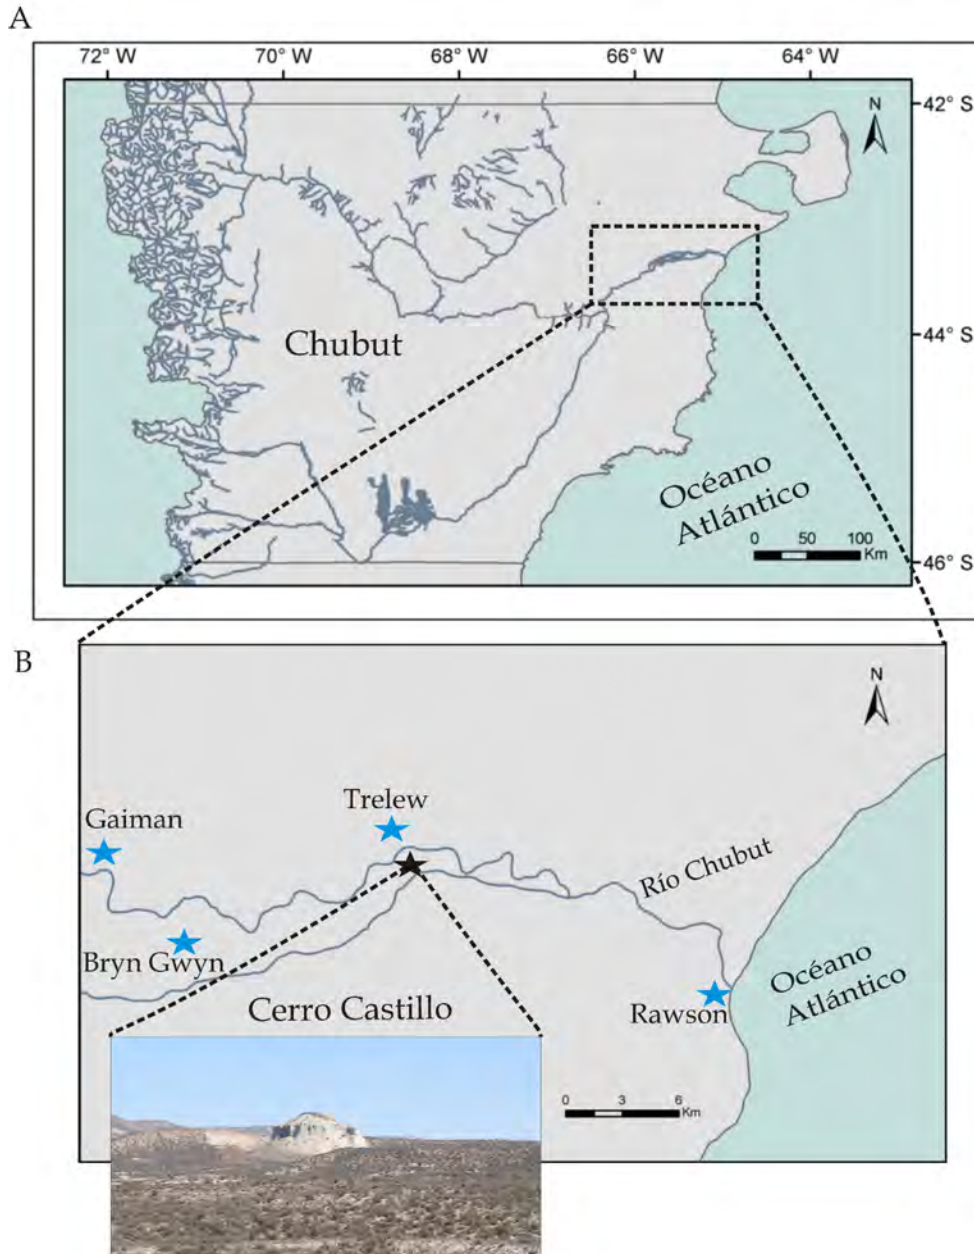 A
72° W 70° W 68° W 66° W 64° W
42° S
N
Chubut
44° S
Océano
Atlántico
0 50 100
Km
46° S
B
N
Trelew
Gaiman
Río Chubut
Bryn Gwyn
Océano
Atlántico
Cerro Castillo
Rawson
0 3 6
Km